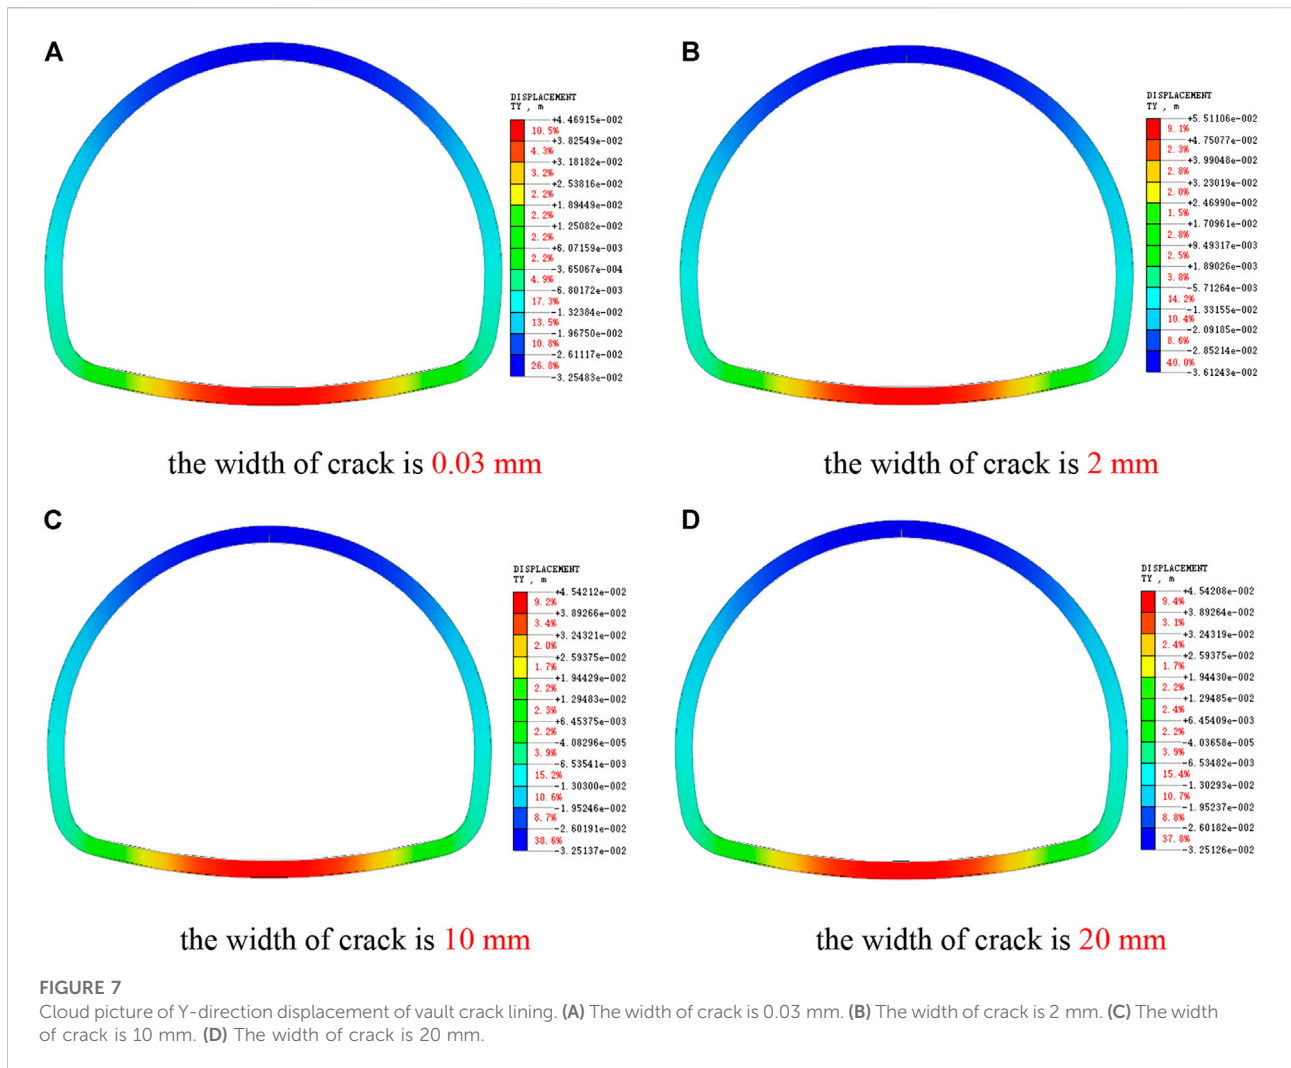 A
DISPLACEMENT
TY , m
+4.46915e-002
10.5%
+3.82549e-002
4.3%
+3.18182e-002
3.2%
+2.53816e-002
2.2%
+1.89449e-002
2.2%
+1.25082e-002
2.2%
+6.07159e-003
2.2%
-3.65067e-004
4.9%
-6.80172e-003
17.3%
-1.32384e-002
13.5%
-1.96750e-002
10.8%
-2.61117e-002
26.8%
-3.25483e-002
the width of crack is 0.03 mm
B
DISPLACEMENT
TY , m
+5.51106e-002
9.1%
+4.75077e-002
2.3%
+3.99048e-002
2.8%
+3.23019e-002
2.0%
+2.46990e-002
1.5%
+1.70961e-002
2.8%
+9.49317e-003
2.5%
+1.89026e-003
3.8%
-5.71264e-003
14.2%
-1.33155e-002
10.4%
-2.09185e-002
8.6%
-2.85214e-002
40.0%
-3.61243e-002
the width of crack is 2 mm
C
DISPLACEMENT
TY , m
+4.54212e-002
9.2%
+3.89266e-002
3.4%
+3.24321e-002
2.0%
+2.59375e-002
1.7%
+1.94429e-002
2.2%
+1.29483e-002
2.3%
+6.45375e-003
2.2%
-4.08296e-005
3.9%
-6.53541e-003
15.2%
-1.30300e-002
10.6%
-1.95246e-002
8.7%
-2.60191e-002
38.6%
-3.25137e-002
the width of crack is 10 mm
D
DISPLACEMENT
TY , m
+4.54208e-002
9.4%
+3.89264e-002
3.1%
+3.24319e-002
2.4%
+2.59375e-002
1.7%
+1.94430e-002
2.2%
+1.29485e-002
2.4%
+6.45409e-003
2.2%
-4.03658e-005
3.9%
-6.53482e-003
15.4%
-1.30293e-002
10.7%
-1.95237e-002
8.8%
-2.60182e-002
37.8%
-3.25126e-002
the width of crack is 20 mm
FIGURE 7
Cloud picture of Y-direction displacement of vault crack lining. (A) The width of crack is 0.03 mm. (B) The width of crack is 2 mm. (C) The width
of crack is 10 mm. (D) The width of crack is 20 mm.